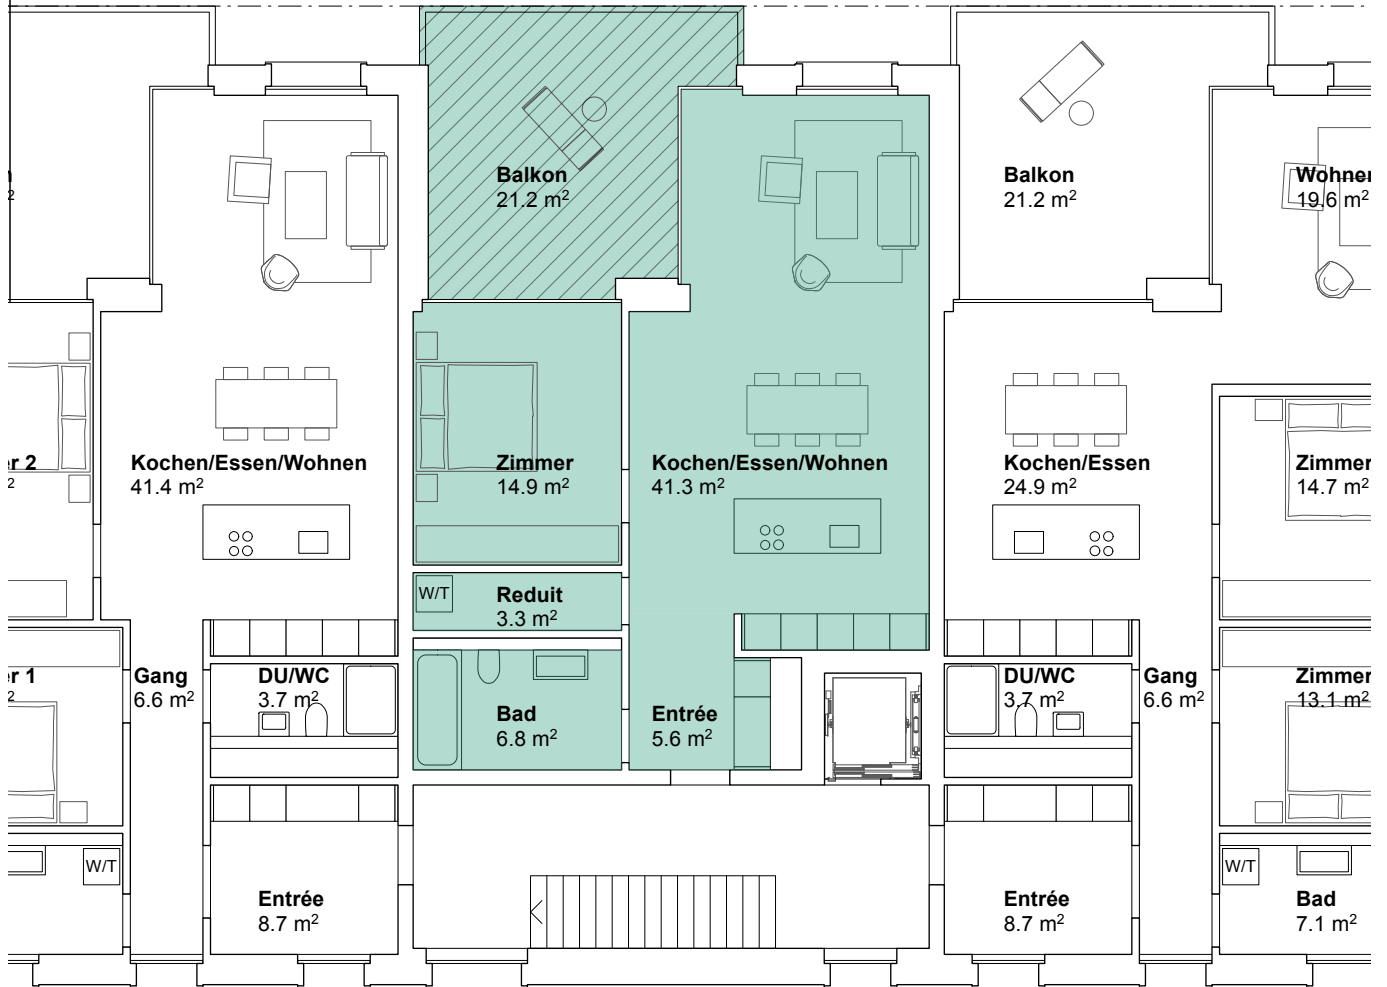 Balkon
21.2 m²
Balkon
21.2 m²
Wohnen
19.6 m²
er 2
Kochen/Essen/Wohnen
41.4 m²
Zimmer
14.9 m²
Kochen/Essen/Wohnen
41.3 m²
Kochen/Essen
24.9 m²
Zimmer
14.7 m²
W/T
Reduit
3.3 m²
er 1
Gang
6.6 m²
DU/WC
3.7 m²
Bad
6.8 m²
Entrée
5.6 m²
DU/WC
3.7 m²
Gang
6.6 m²
Zimmer
13.1 m²
W/T
Entrée
8.7 m²
Entrée
8.7 m²
W/T
Bad
7.1 m²